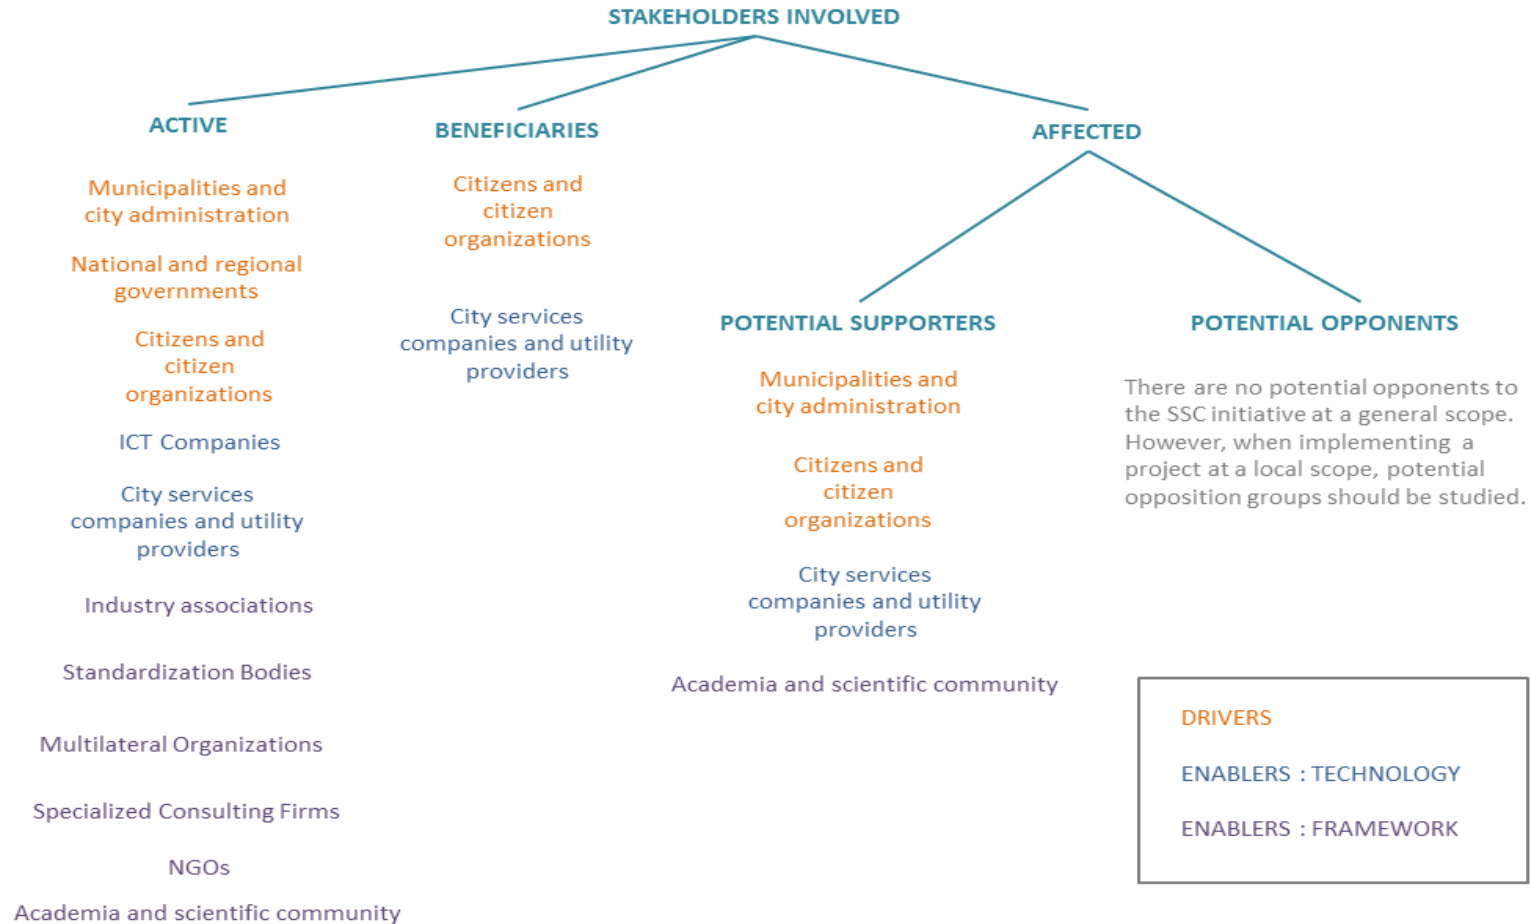 STAKEHOLDERS INVOLVED
ACTIVE
Municipalities and
city administration
National and regional
governments
Citizens and
citizen
organizations
ICT Companies
City services
companies and utility
providers
Industry associations
Standardization Bodies
Multilateral Organizations
Specialized Consulting Firms
NGOs
Academia and scientific community
BENEFICIARIES
Citizens and
citizen
organizations
City services
companies and utility
providers
AFFECTED
POTENTIAL SUPPORTERS
Municipalities and
city administration
Citizens and
citizen
organizations
City services
companies and utility
providers
Academia and scientific community
POTENTIAL OPPONENTS
There are no potential opponents to
the SSC initiative at a general scope.
However, when implementing a
project at a local scope, potential
opposition groups should be studied.
DRIVERS
ENABLERS : TECHNOLOGY
ENABLERS : FRAMEWORK